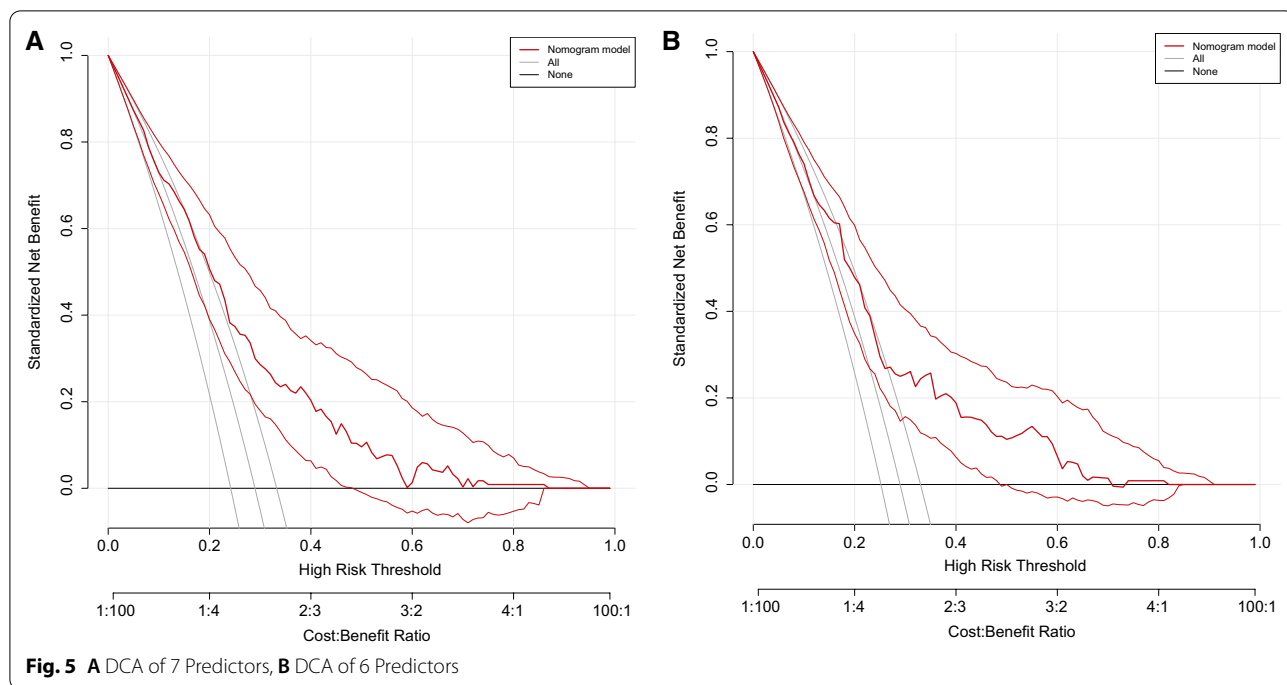 A
Nomogram model
All
None
1.0
0.8
0.6
0.4
0.2
0.0
Standardized Net Benefit
0.0 0.2 0.4 0.6 0.8 1.0
High Risk Threshold
1:100 1:4 2:3 3:2 4:1 100:1
Cost:Benefit Ratio
B
Nomogram model
All
None
1.0
0.8
0.6
0.4
0.2
0.0
Standardized Net Benefit
0.0 0.2 0.4 0.6 0.8 1.0
High Risk Threshold
1:100 1:4 2:3 3:2 4:1 100:1
Cost:Benefit Ratio
Fig. 5 A DCA of 7 Predictors, B DCA of 6 Predictors